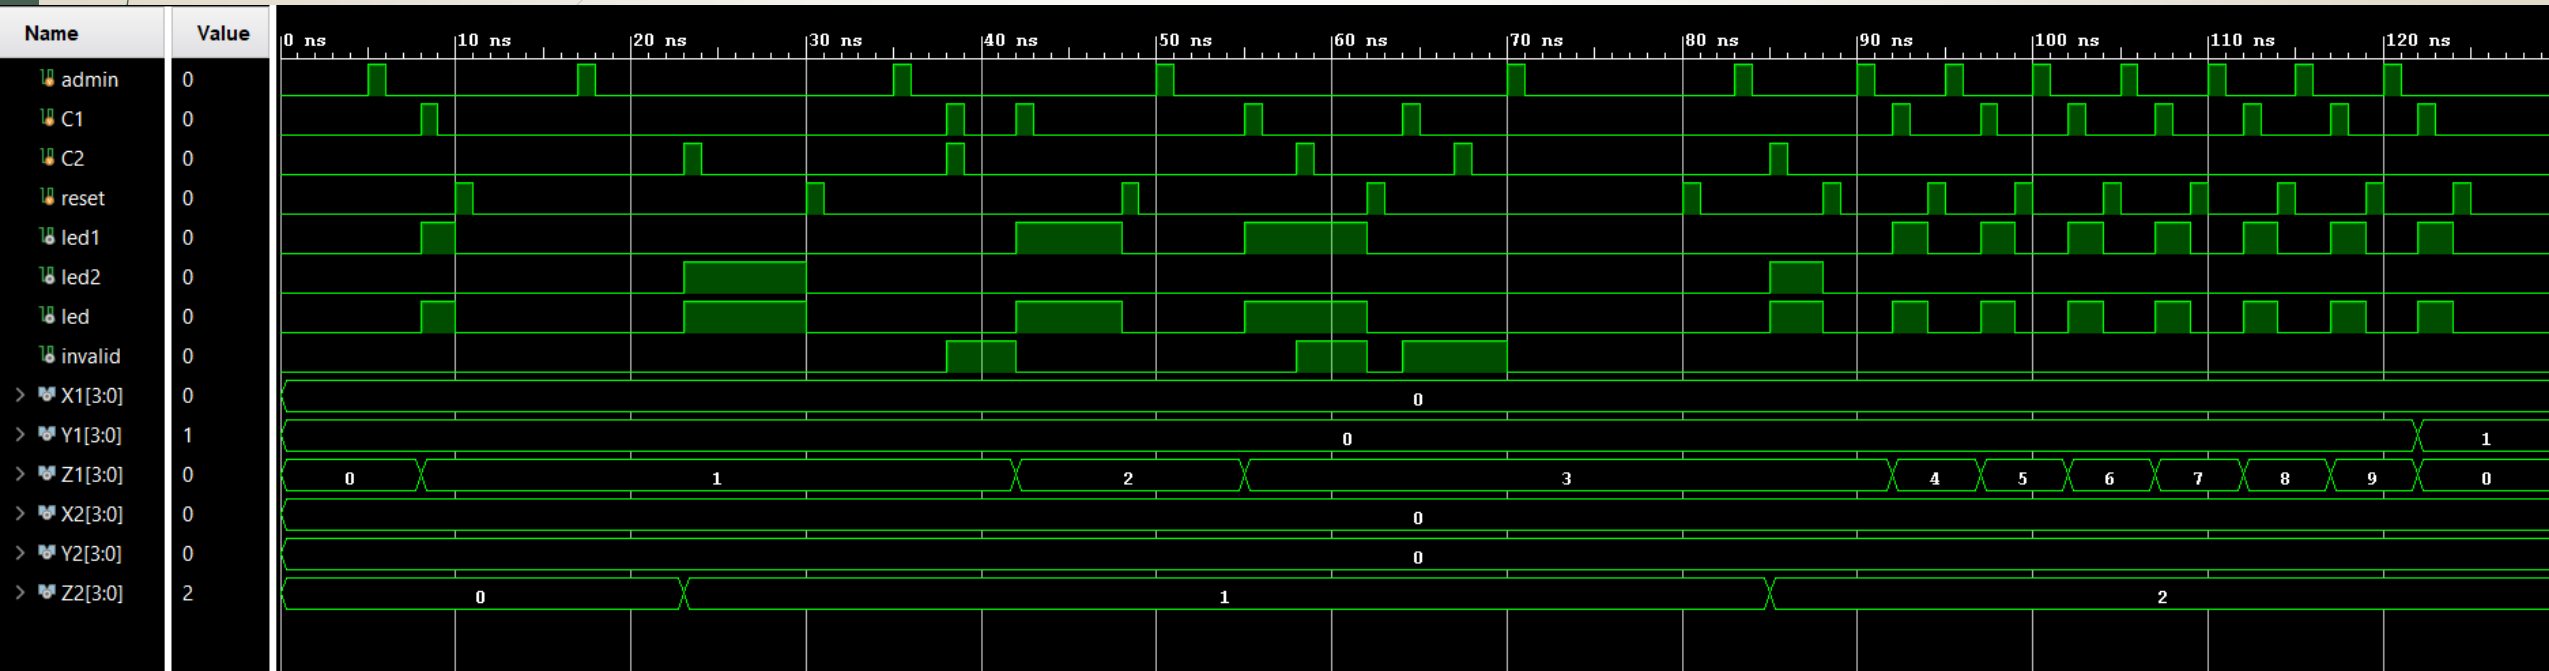 Name Value 0 ns 10 ns 20 ns 30 ns 40 ns 50 ns 60 ns 70 ns 80 ns 90 ns 100 ns 110 ns 120 ns
admin 0
C1 0
C2 0
reset 0
led1 0
led2 0
led 0
invalid 0
X1[3:0] 0 0
Y1[3:0] 1 0 1
Z1[3:0] 0 0 1 2 3 4 5 6 7 8 9 0
X2[3:0] 0 0
Y2[3:0] 0 0
Z2[3:0] 2 0 1 2